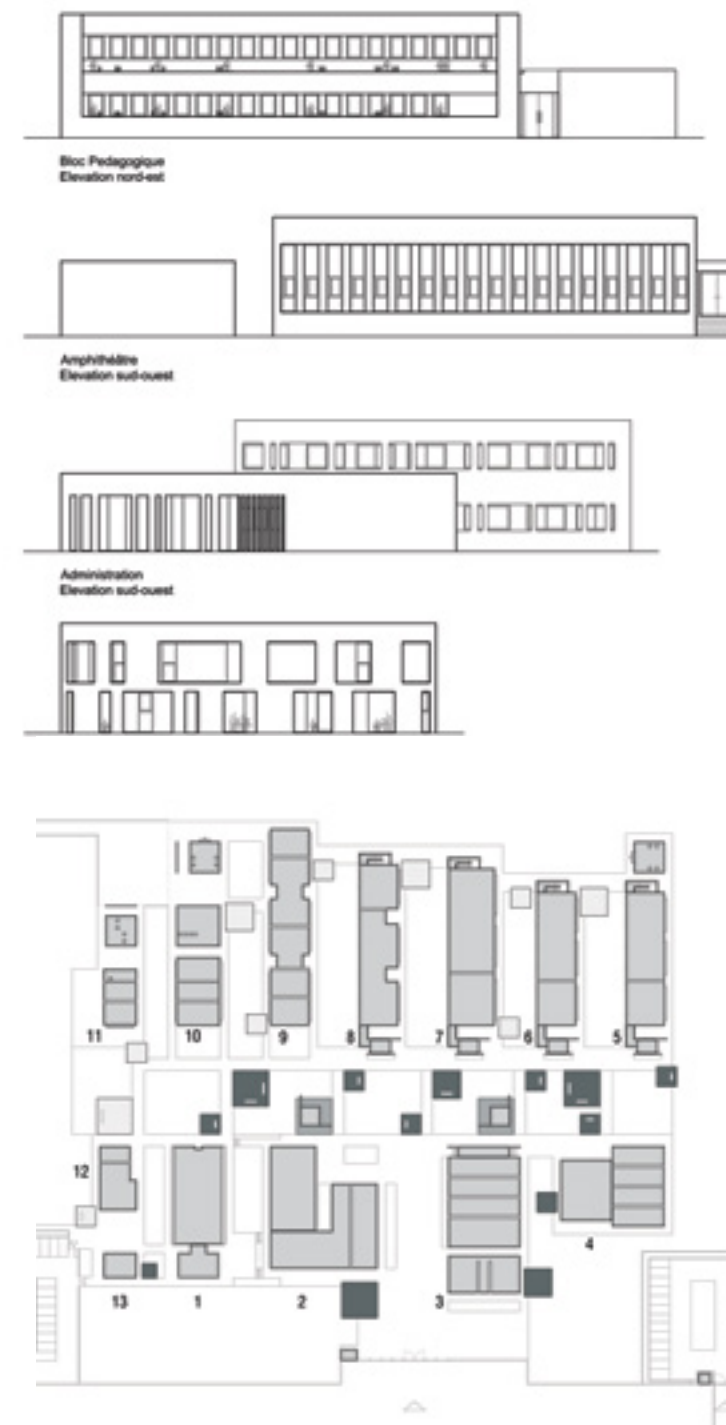 Bloc Pedagogique
Elevation nord-est
Amphithéâtre
Elevation sud-ouest
Administration
Elevation sud-ouest
11
10
9
8
7
6
5
12
4
13
1
2
3